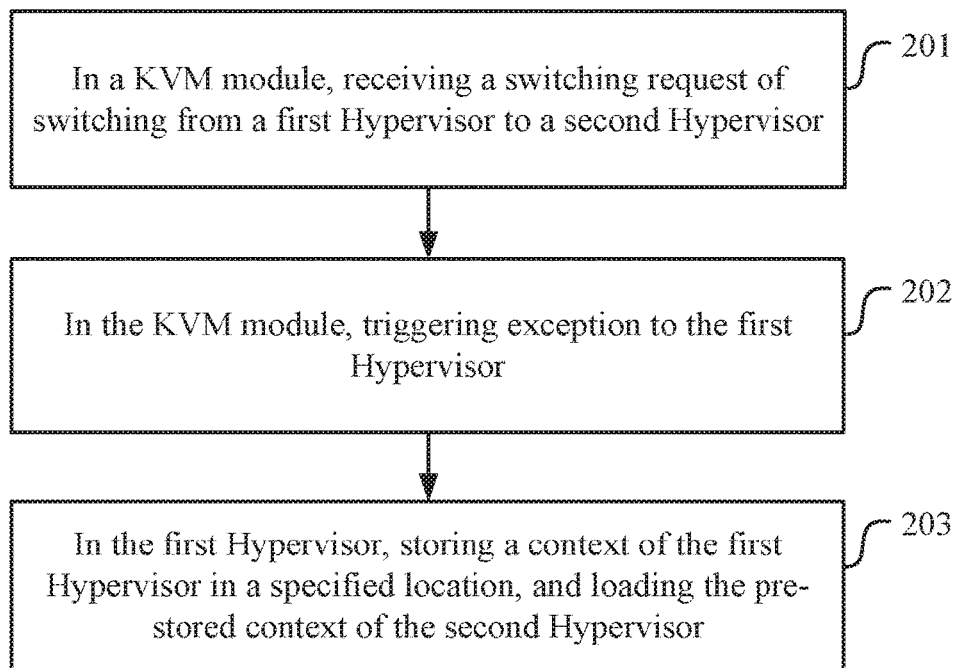 In a KVM module, receiving a switching request of
switching from a first Hypervisor to a second Hypervisor
201
In the KVM module, triggering exception to the first
Hypervisor
202
In the first Hypervisor, storing a context of the first
Hypervisor in a specified location, and loading the pre-
stored context of the second Hypervisor
203